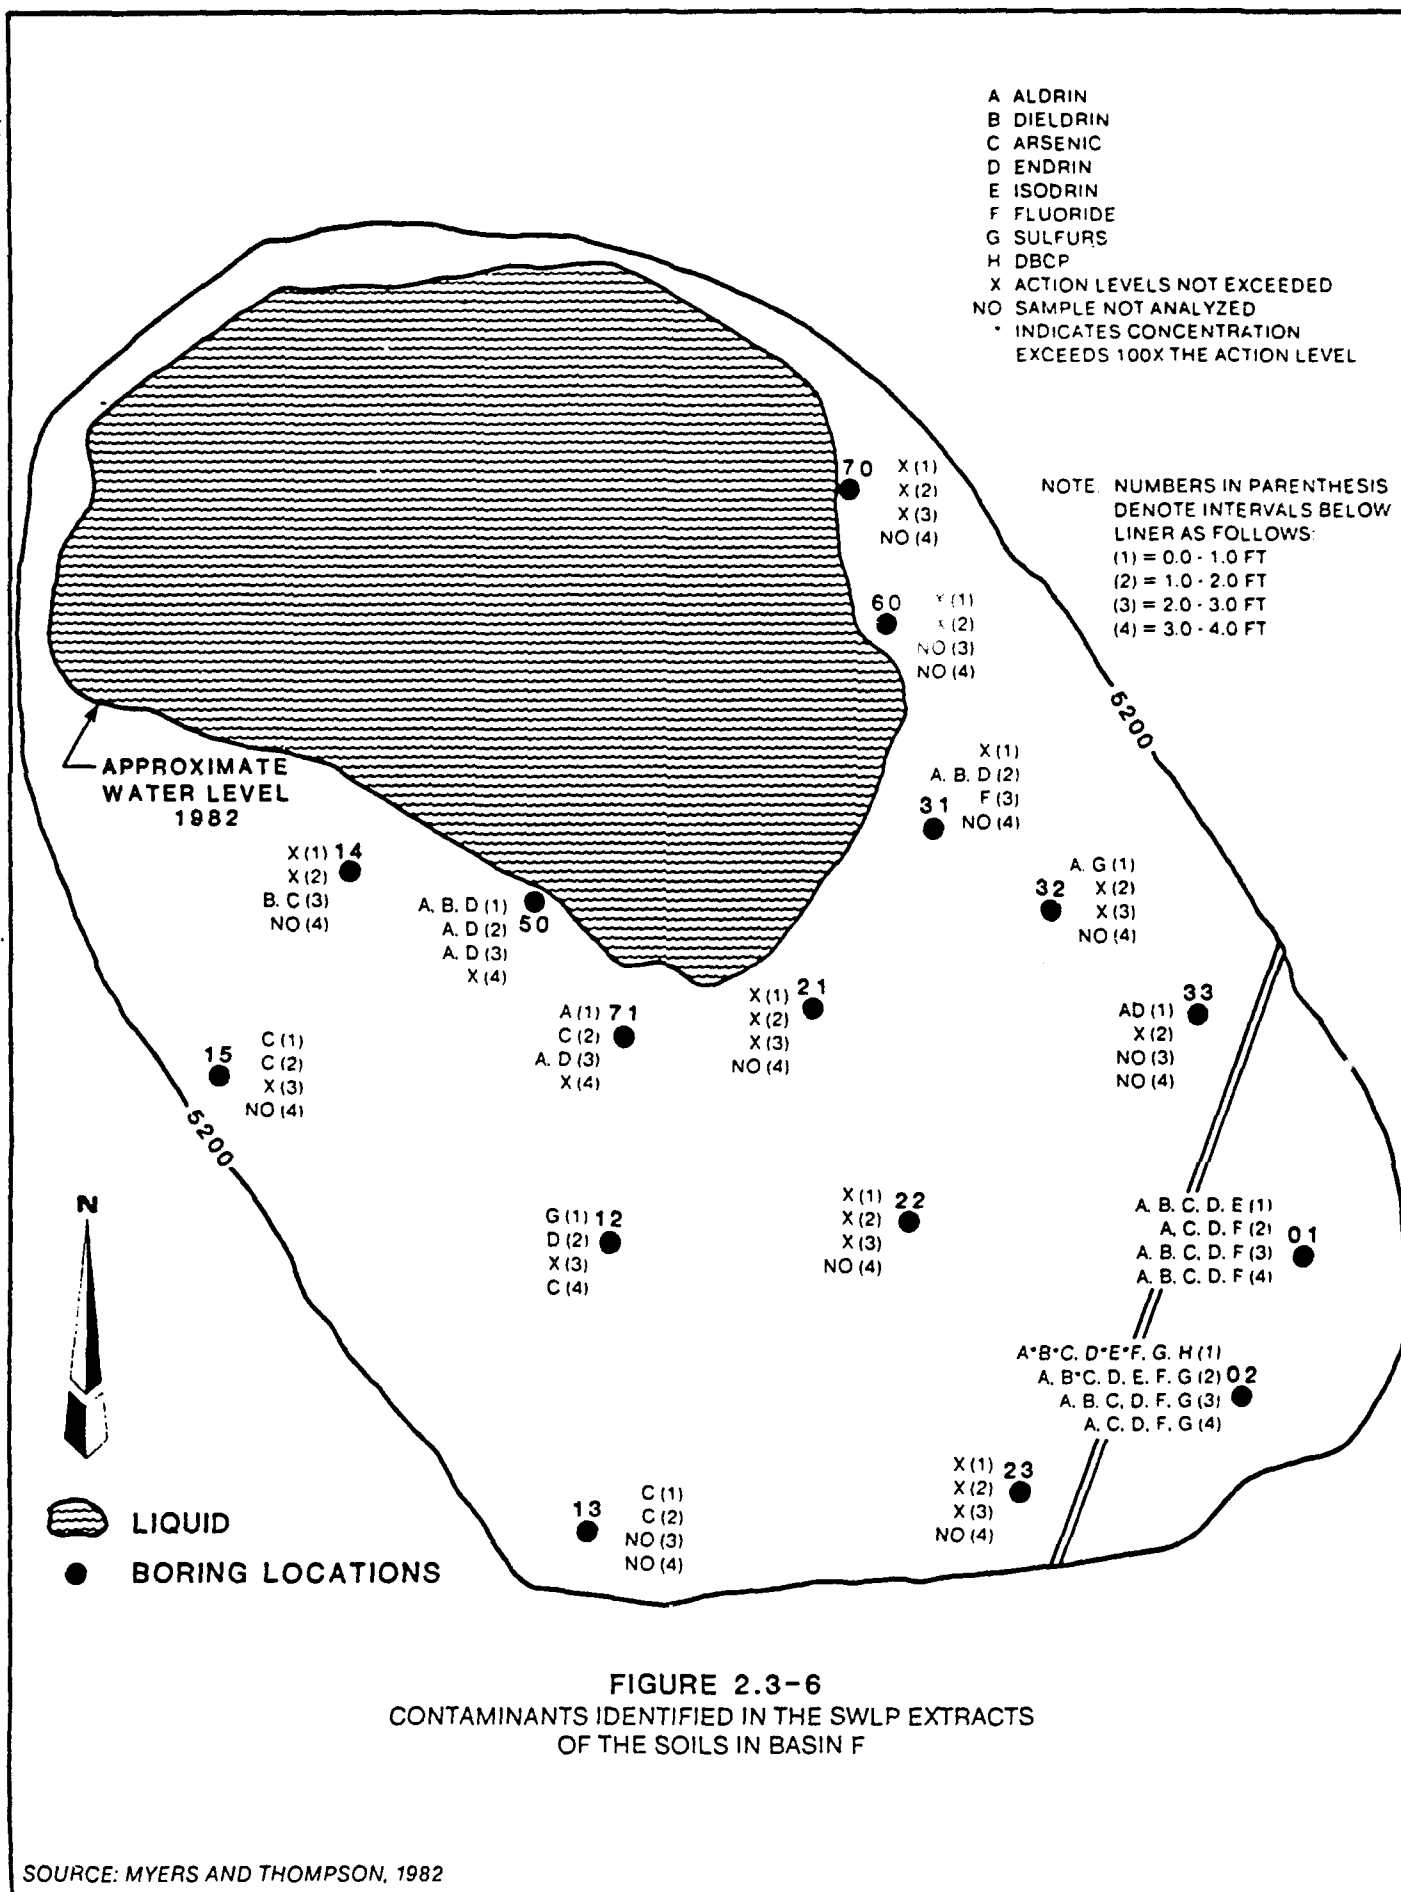 A ALDRIN
B DIELDRIN
C ARSENIC
D ENDRIN
E ISODRIN
F FLUORIDE
G SULFURS
H DBCP
X ACTION LEVELS NOT EXCEEDED
NO SAMPLE NOT ANALYZED
* INDICATES CONCENTRATION
EXCEEDS 100X THE ACTION LEVEL
NOTE: NUMBERS IN PARENTHESIS
DENOTE INTERVALS BELOW
LINER AS FOLLOWS:
(1) = 0.0 - 1.0 FT
(2) = 1.0 - 2.0 FT
(3) = 2.0 - 3.0 FT
(4) = 3.0 - 4.0 FT
70
X (1)
X (2)
X (3)
NO (4)
60
X (1)
X (2)
NO (3)
NO (4)
5200
APPROXIMATE
WATER LEVEL
1982
X (1)
A. B. D (2)
F (3)
NO (4)
31
X (1)
X (2)
B. C (3)
NO (4)
14
A. B. D (1)
A. D (2)
A. D (3)
X (4)
50
A. G (1)
X (2)
X (3)
NO (4)
32
A (1)
C (2)
A. D (3)
X (4)
71
X (1)
X (2)
X (3)
NO (4)
21
AD (1)
X (2)
NO (3)
NO (4)
33
15
C (1)
C (2)
X (3)
NO (4)
5200
N
G (1)
D (2)
X (3)
C (4)
12
X (1)
X (2)
X (3)
NO (4)
22
A. B. C. D. E (1)
A. C. D. F (2)
A. B. C. D. F (3)
A. B. C. D. F (4)
01
A*B*C. D*E*F. G. H (1)
A. B*C. D. E. F. G (2)
A. B. C. D. F. G (3)
A. C. D. F. G (4)
02
X (1)
X (2)
X (3)
NO (4)
23
13
C (1)
C (2)
NO (3)
NO (4)
LIQUID
BORING LOCATIONS
FIGURE 2.3-6
CONTAMINANTS IDENTIFIED IN THE SWLP EXTRACTS
OF THE SOILS IN BASIN F
SOURCE: MYERS AND THOMPSON, 1982